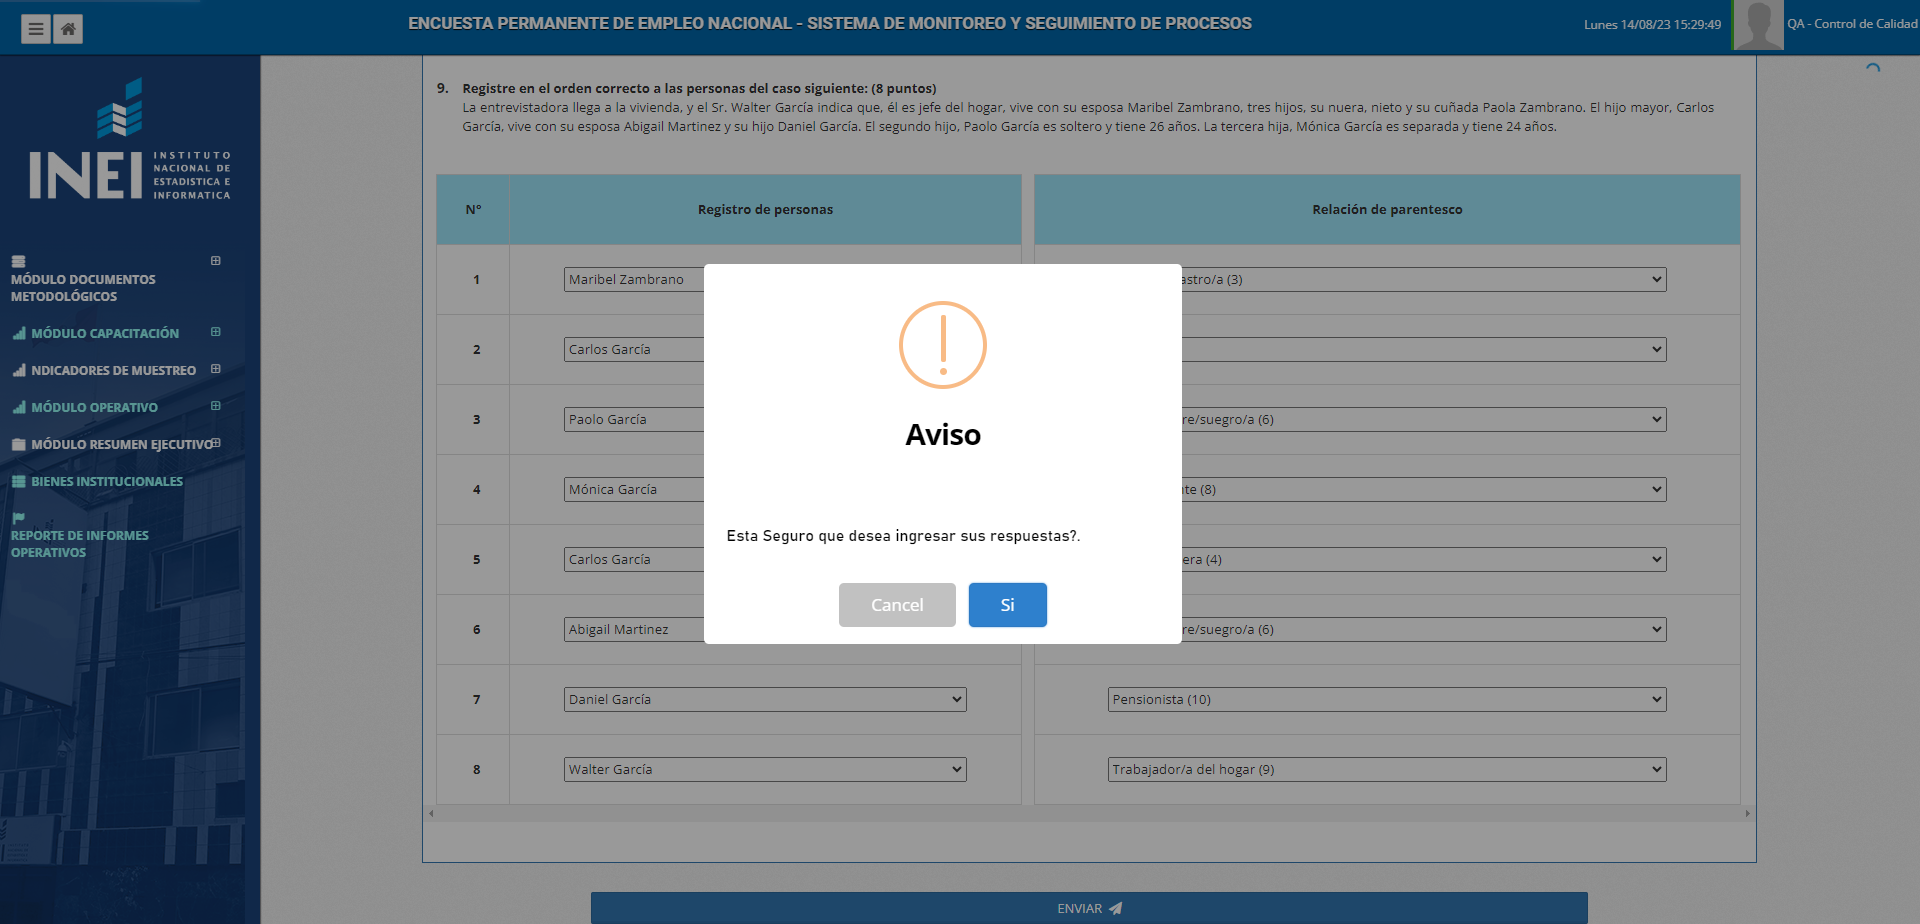 ENCUESTA PERMANENTE DE EMPLEO NACIONAL - SISTEMA DE MONITOREO Y SEGUIMIENTO DE PROCESOS
Lunes 14/08/23 15:29:49
QA - Control de Calidad
INEI
INSTITUTO
NACIONAL DE
ESTADISTICA E
INFORMATICA
MÓDULO DOCUMENTOS
METODOLÓGICOS
MÓDULO CAPACITACIÓN
NDICADORES DE MUESTREO
MÓDULO OPERATIVO
MÓDULO RESUMEN EJECUTIVO
BIENES INSTITUCIONALES
REPORTE DE INFORMES
OPERATIVOS
9. Registre en el orden correcto a las personas del caso siguiente: (8 puntos)
La entrevistadora llega a la vivienda, y el Sr. Walter García indica que, él es jefe del hogar, vive con su esposa Maribel Zambrano, tres hijos, su nuera, nieto y su cuñada Paola Zambrano. El hijo mayor, Carlos
García, vive con su esposa Abigail Martinez y su hijo Daniel García. El segundo hijo, Paolo García es soltero y tiene 26 años. La tercera hija, Mónica García es separada y tiene 24 años.
N° Registro de personas Relación de parentesco
1 Maribel Zambrano astro/a (3)
2 Carlos García
3 Paolo García re/suegro/a (6)
4 Mónica García nte (8)
5 Carlos García era (4)
6 Abigail Martinez re/suegro/a (6)
7 Daniel García Pensionista (10)
8 Walter García Trabajador/a del hogar (9)
Aviso
Esta Seguro que desea ingresar sus respuestas?.
Cancel Si
ENVIAR